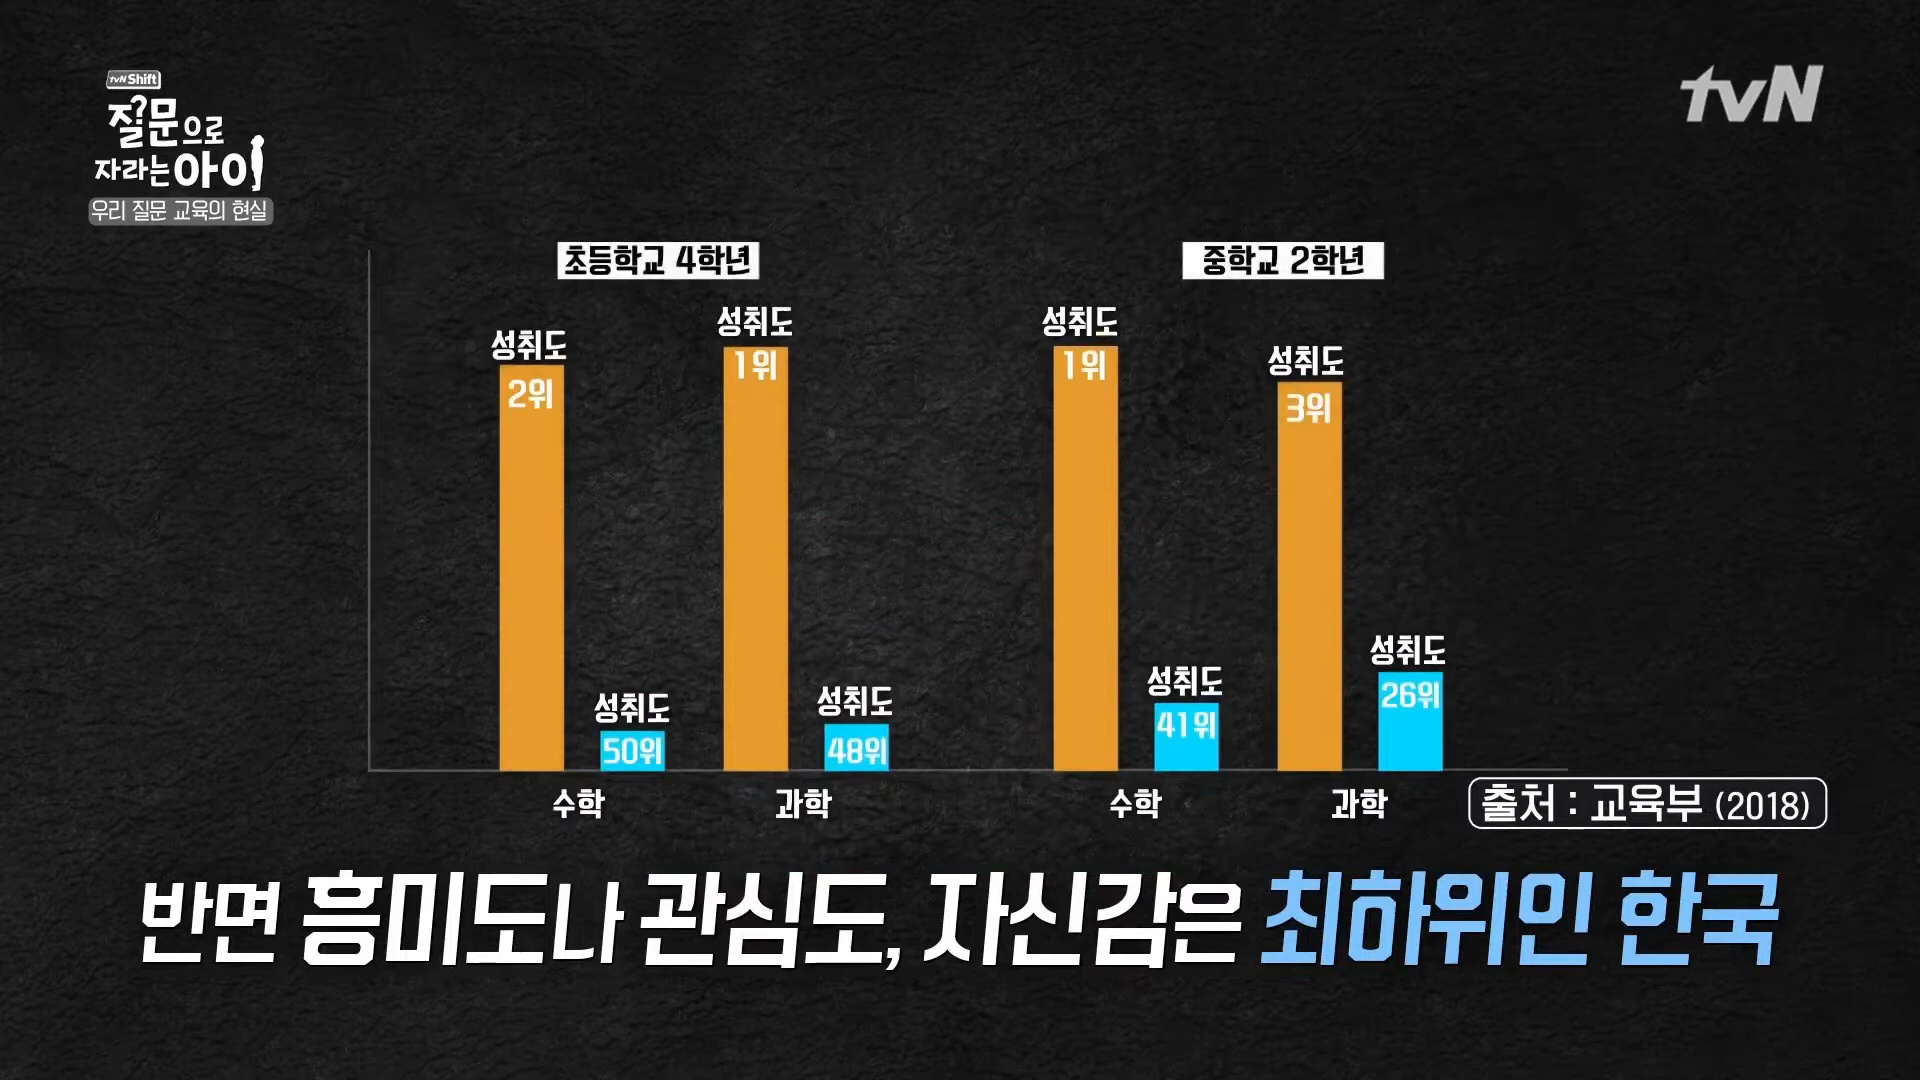 tvN Shift
질?문으로
자라는 아이
우리 질문 교육의 현실
tvN
초등학교 4학년
중학교 2학년
성취도
2위
성취도
50위
성취도
1위
성취도
48위
성취도
1위
성취도
41위
성취도
3위
성취도
26위
수학
과학
수학
과학
출처 : 교육부 (2018)
반면 흥미도나 관심도, 자신감은 최하위인 한국